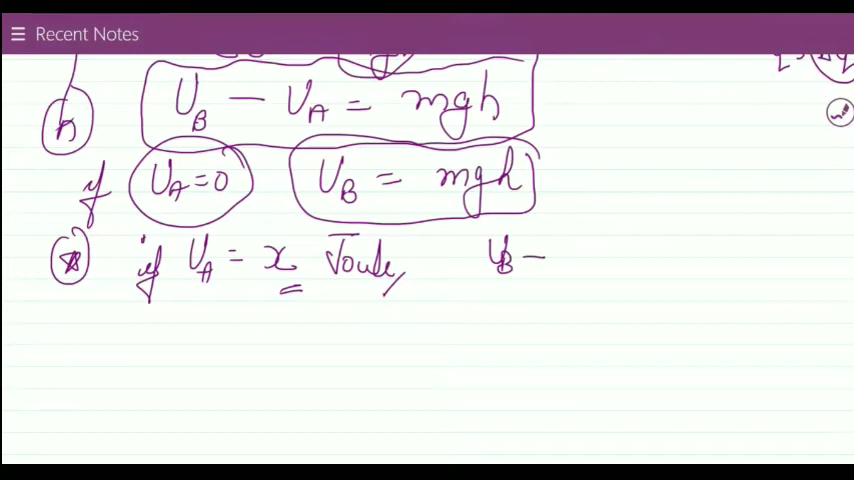 Recent Notes
U_B - U_A = mgh
if U_A = 0 U_B = mgh
if U_A = x Joule, U_B -